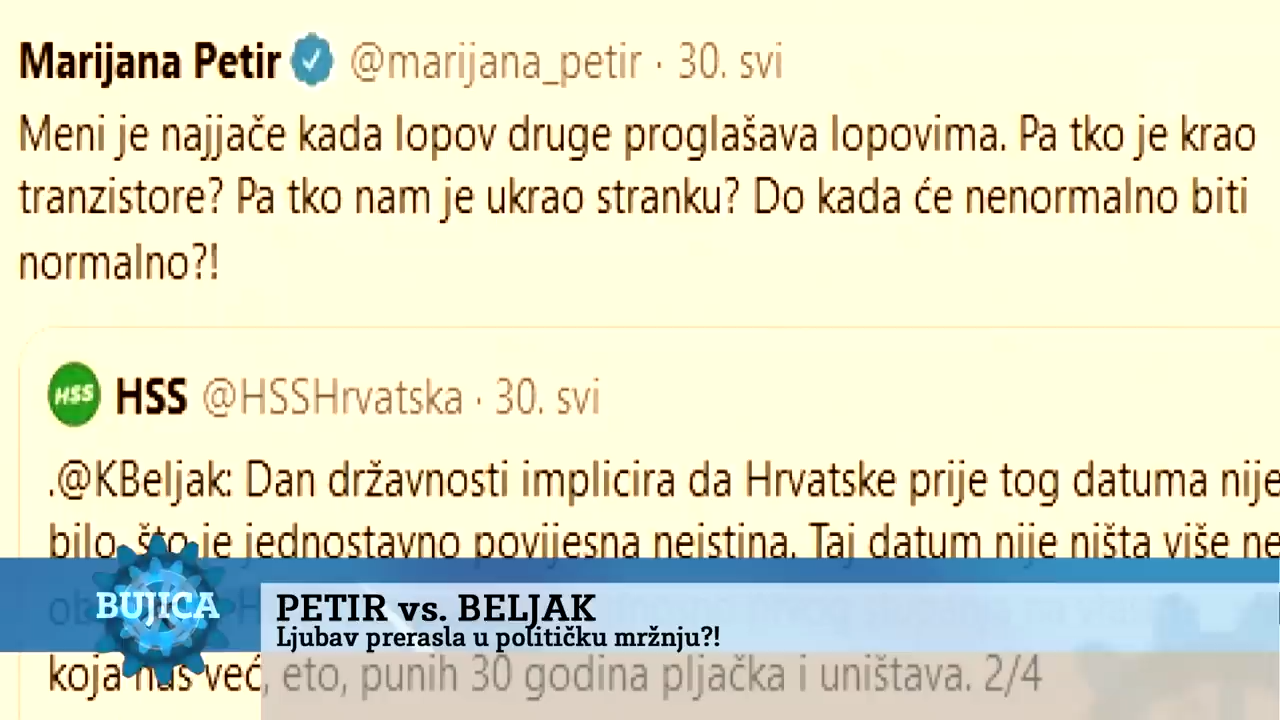 Marijana Petir @marijana_petir · 30. svi
Meni je najjače kada lopov druge proglašava lopovima. Pa tko je krao
tranzistore? Pa tko nam je ukrao stranku? Do kada će nenormalno biti
normalno?!
HSS HSS @HSSHrvatska · 30. svi
.@KBeljak: Dan državnosti implicira da Hrvatske prije tog datuma nije
bilo, što je jednostavno povijesna neistina. Taj datum nije ništa više
BUJICA
PETIR vs. BELJAK
Ljubav prerasla u političku mržnju?!
koja nas već, eto, punih 30 godina pljačka i uništava. 2/4